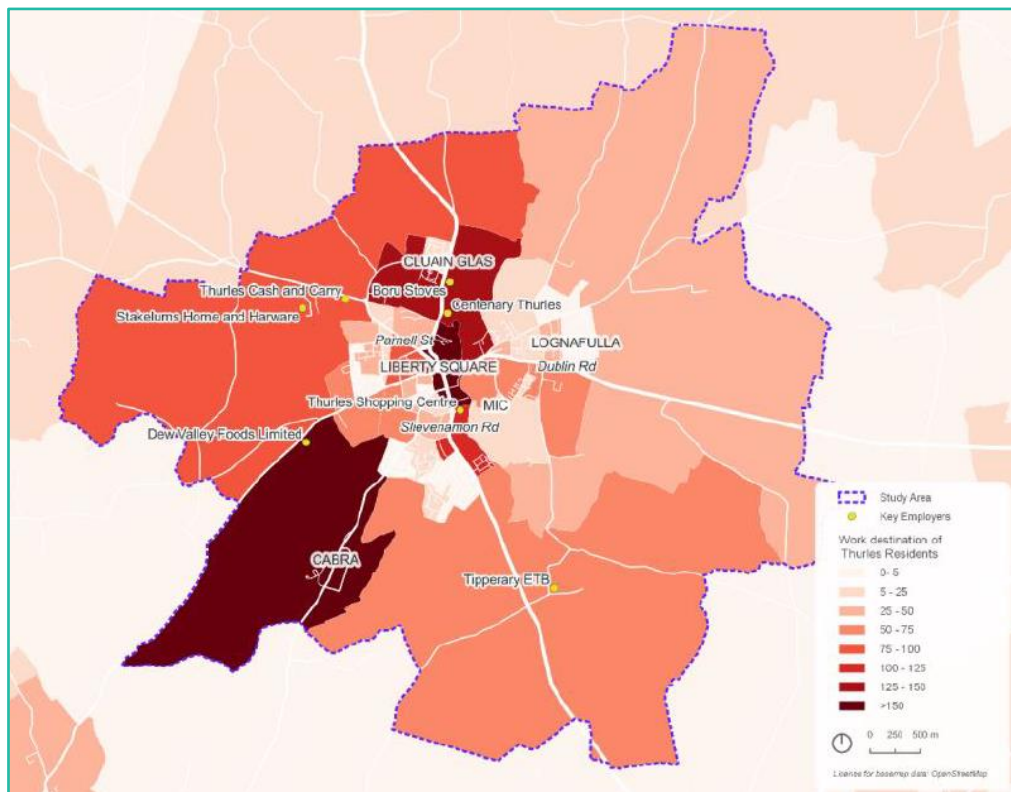 CLUAIN GLAS
Thurles Cash and Carry
Boru Stoves
Stakelums Home and Harware
Centenary Thurles
Parnell St
LOGNAFULLA
LIBERTY SQUARE
Dublin Rd
Thurles Shopping Centre
MIC
Slievenamon Rd
Dew Valley Foods Limited
CABRA
Tipperary ETB
Study Area
Key Employers
Work destination of
Thurles Residents
0- 5
5 - 25
25 - 50
50 - 75
75 - 100
100 - 125
125 - 150
>150
0 250 500 m
License for basemap data: OpenStreetMap